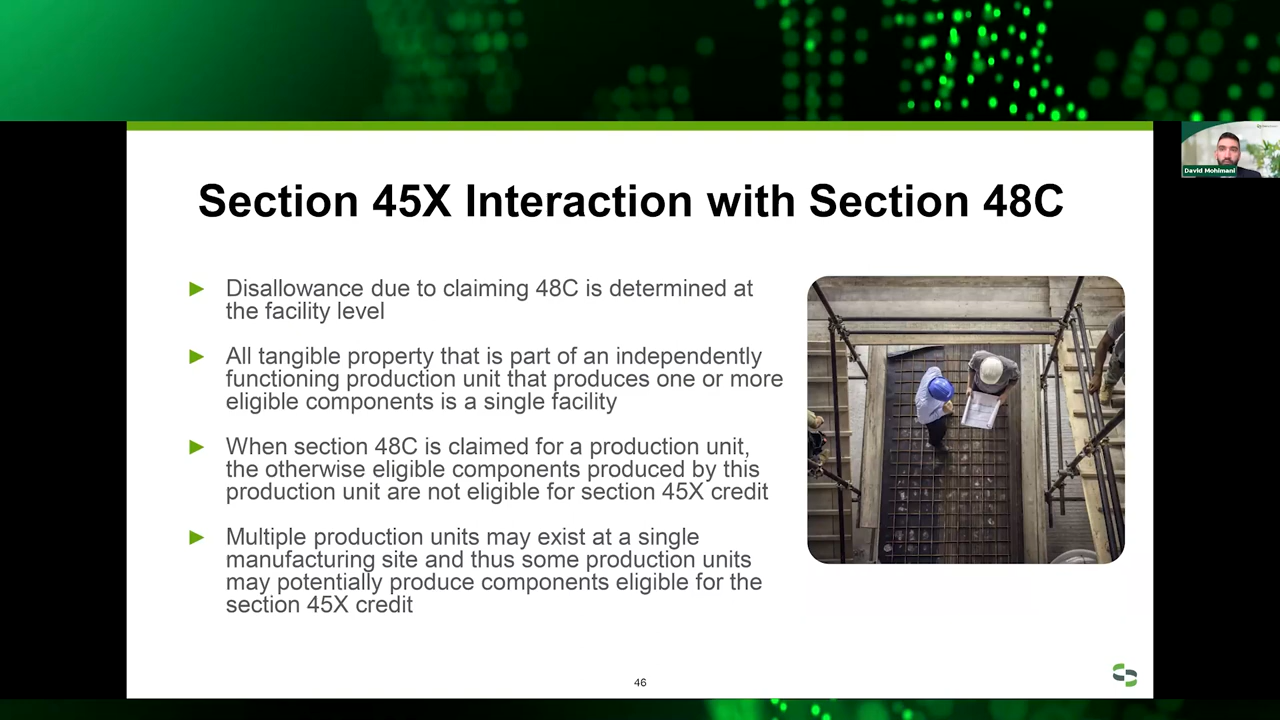 Section 45X Interaction with Section 48C
► Disallowance due to claiming 48C is determined at
the facility level
► All tangible property that is part of an independently
functioning production unit that produces one or more
eligible components is a single facility
► When section 48C is claimed for a production unit,
the otherwise eligible components produced by this
production unit are not eligible for section 45X credit
► Multiple production units may exist at a single
manufacturing site and thus some production units
may potentially produce components eligible for the
section 45X credit
46
David Mohimani